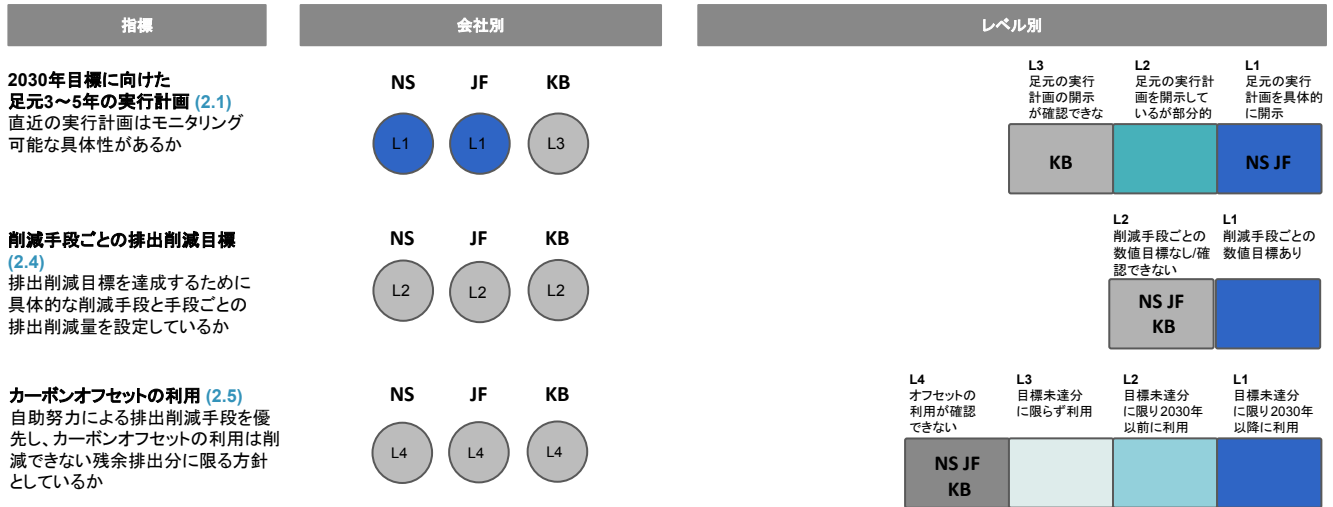 指標
会社別
レベル別
2030年目標に向けた
足元3～5年の実行計画 (2.1)
直近の実行計画はモニタリング
可能な具体性があるか
NS JF KB
L1 L1 L3
L3
足元の実行
計画の開示
が確認できな
L2
足元の実行計
画を開示して
いるが部分的
L1
足元の実行
計画を具体的
に開示
KB
NS JF
削減手段ごとの排出削減目標
(2.4)
排出削減目標を達成するために
具体的な削減手段と手段ごとの
排出削減量を設定しているか
NS JF KB
L2 L2 L2
L2
削減手段ごとの
数値目標なし/確
認できない
L1
削減手段ごとの
数値目標あり
NS JF
KB
カーボンオフセットの利用 (2.5)
自助努力による排出削減手段を優
先し、カーボンオフセットの利用は削
減できない残余排出分に限る方針
としているか
NS JF KB
L4 L4 L4
L4
オフセットの
利用が確認
できない
L3
目標未達分
に限らず利用
L2
目標未達分
に限り2030年
以前に利用
L1
目標未達分
に限り2030年
以降に利用
NS JF
KB